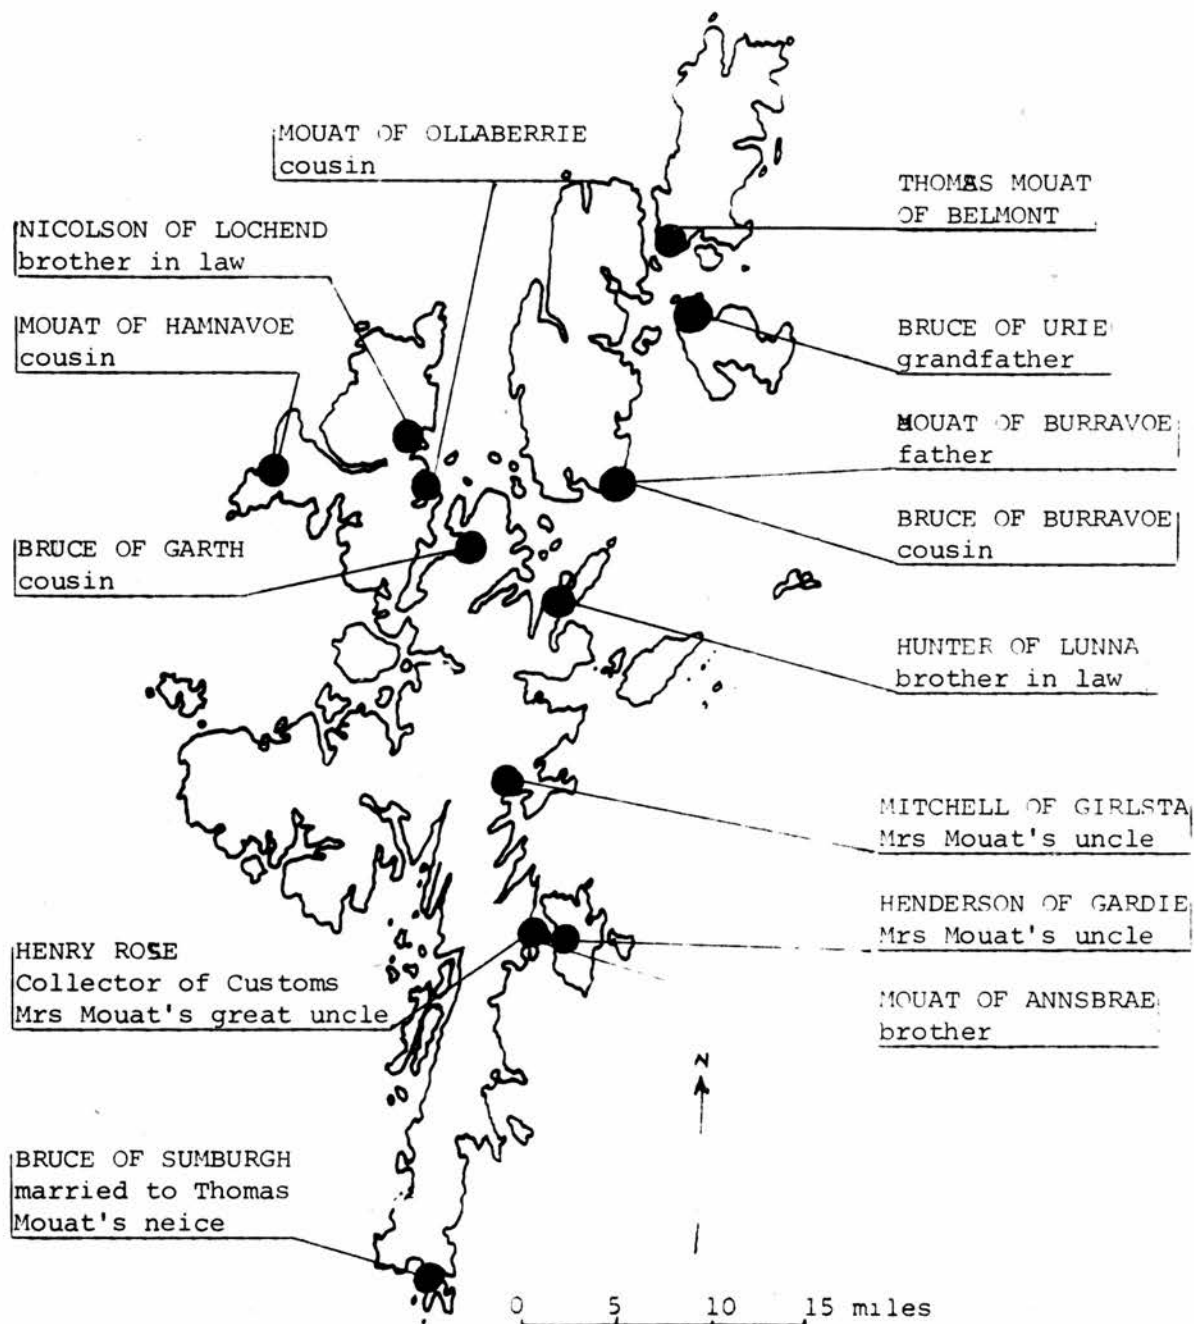 MOUAT OF OLLABERRIE
cousin
NICOLSON OF LOCHEND
brother in law
MOUAT OF HAMNAVOE
cousin
BRUCE OF GARTH
cousin
HENRY ROSE
Collector of Customs
Mrs Mouat's great uncle
BRUCE OF SUMBURGH
married to Thomas
Mouat's neice
THOMAS MOUAT
OF BELMONT
BRUCE OF URIE
grandfather
MOUAT OF BURRAVOE
father
BRUCE OF BURRAVOE
cousin
HUNTER OF LUNNA
brother in law
MITCHELL OF GIRLSTA
Mrs Mouat's uncle
HENDERSON OF GARDIE
Mrs Mouat's uncle
MOUAT OF ANNSBRAE
brother
N
0 5 10 15 miles